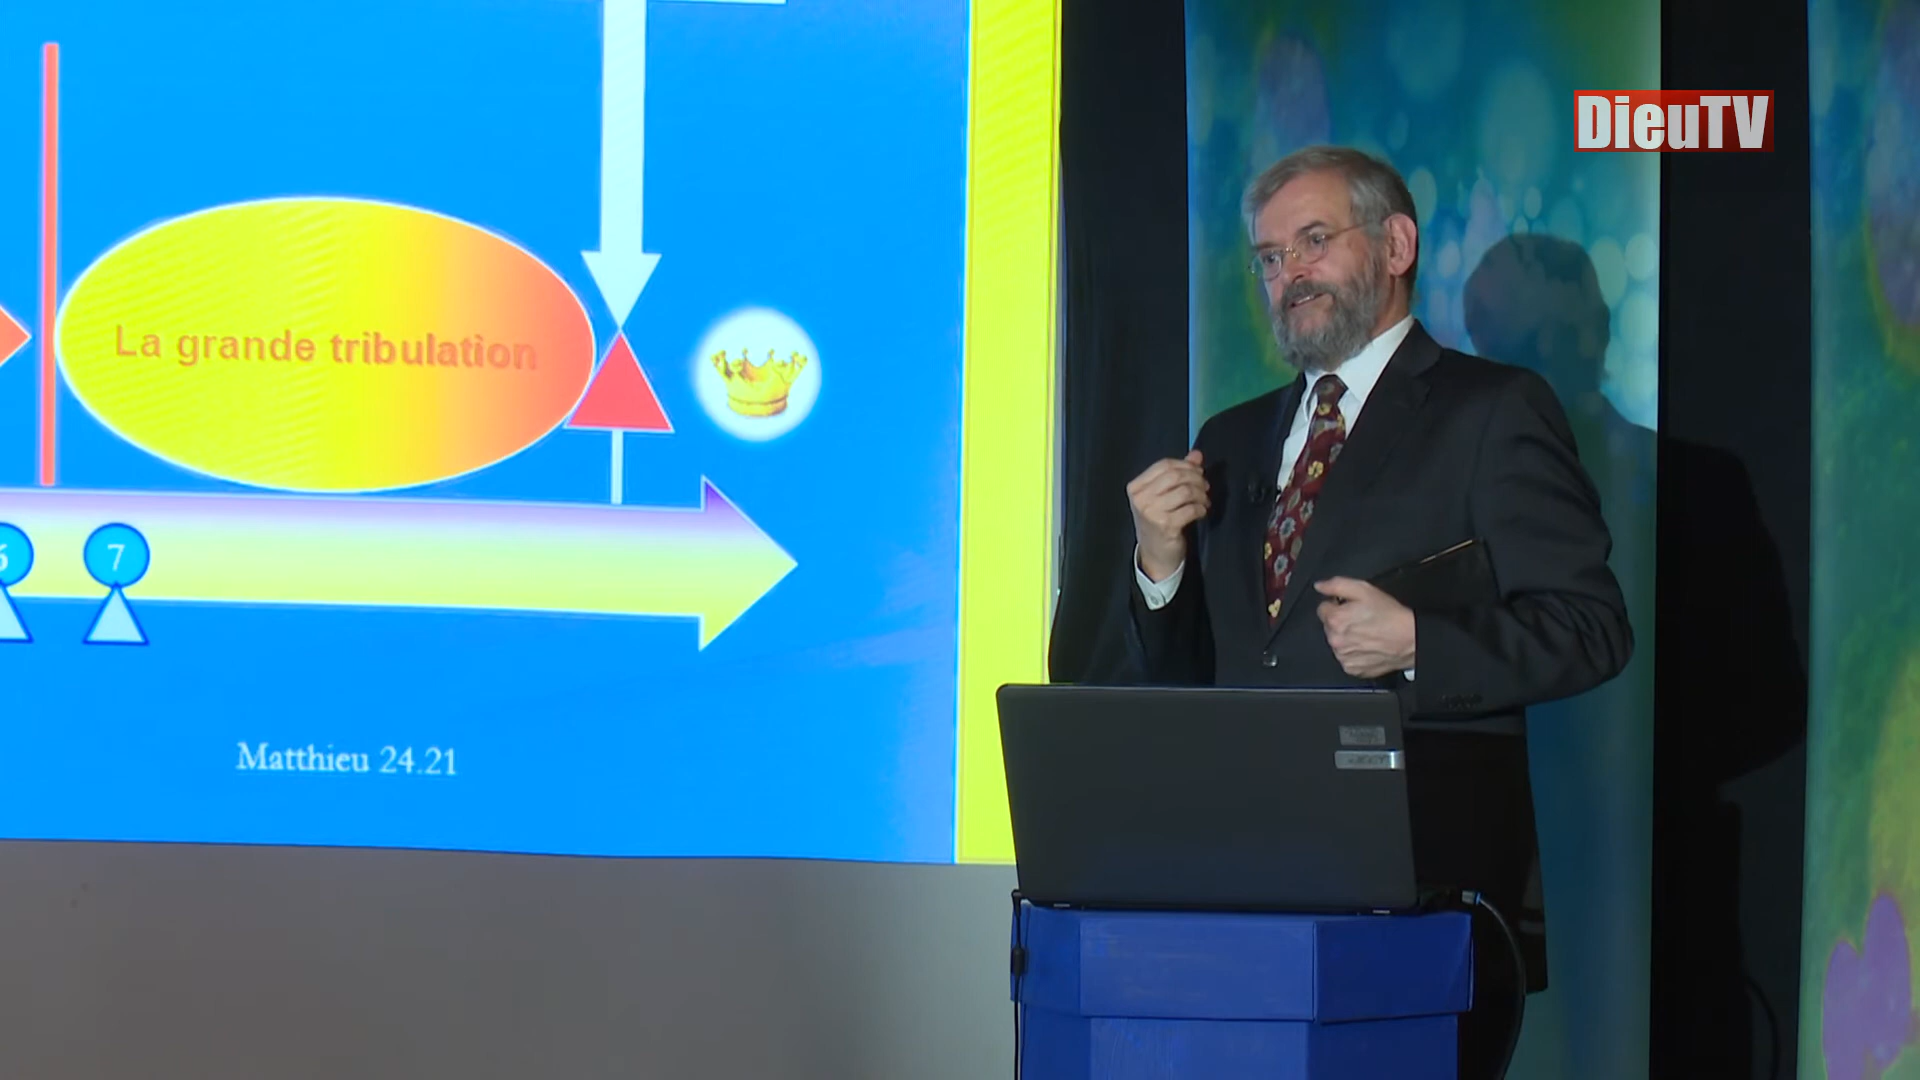 DieuTV
La grande tribulation
6
7
Matthieu 24.21